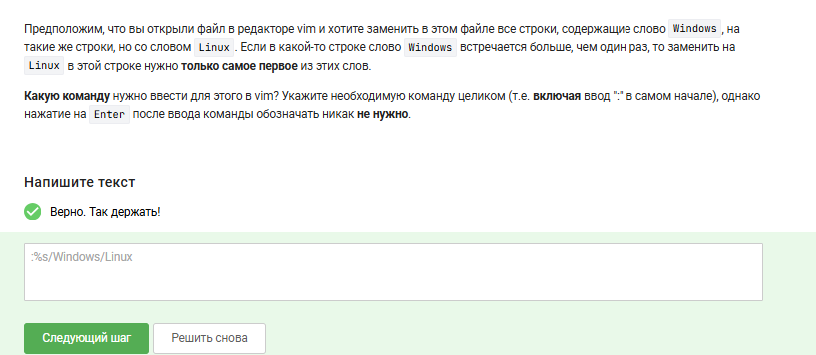 Предположим, что вы открыли файл в редакторе vim и хотите заменить в этом файле все строки, содержащие слово Windows , на
такие же строки, но со словом Linux . Если в какой-то строке слово Windows встречается больше, чем один раз, то заменить на
Linux в этой строке нужно только самое первое из этих слов.
Какую команду нужно ввести для этого в vim? Укажите необходимую команду целиком (т.е. включая ввод ":" в самом начале), однако
нажатие на Enter после ввода команды обозначать никак не нужно.
Напишите текст
Верно. Так держать!
:%s/Windows/Linux
Следующий шаг Решить снова